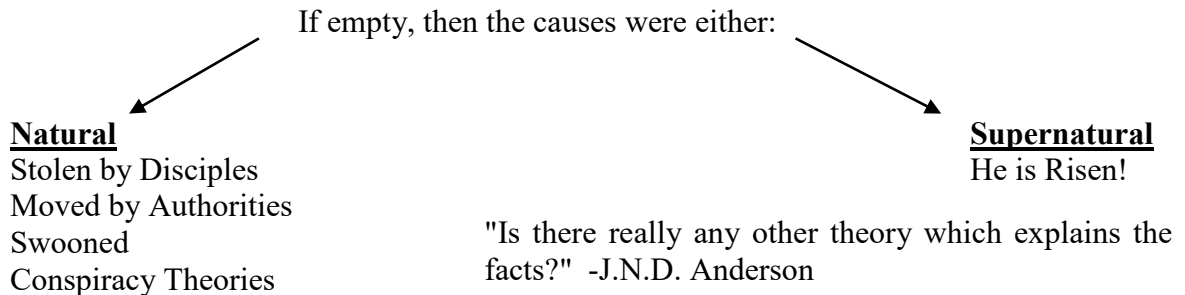 If empty, then the causes were either:
Natural
Stolen by Disciples
Moved by Authorities
Swooned
Conspiracy Theories
Supernatural
He is Risen!
"Is there really any other theory which explains the
facts?" -J.N.D. Anderson